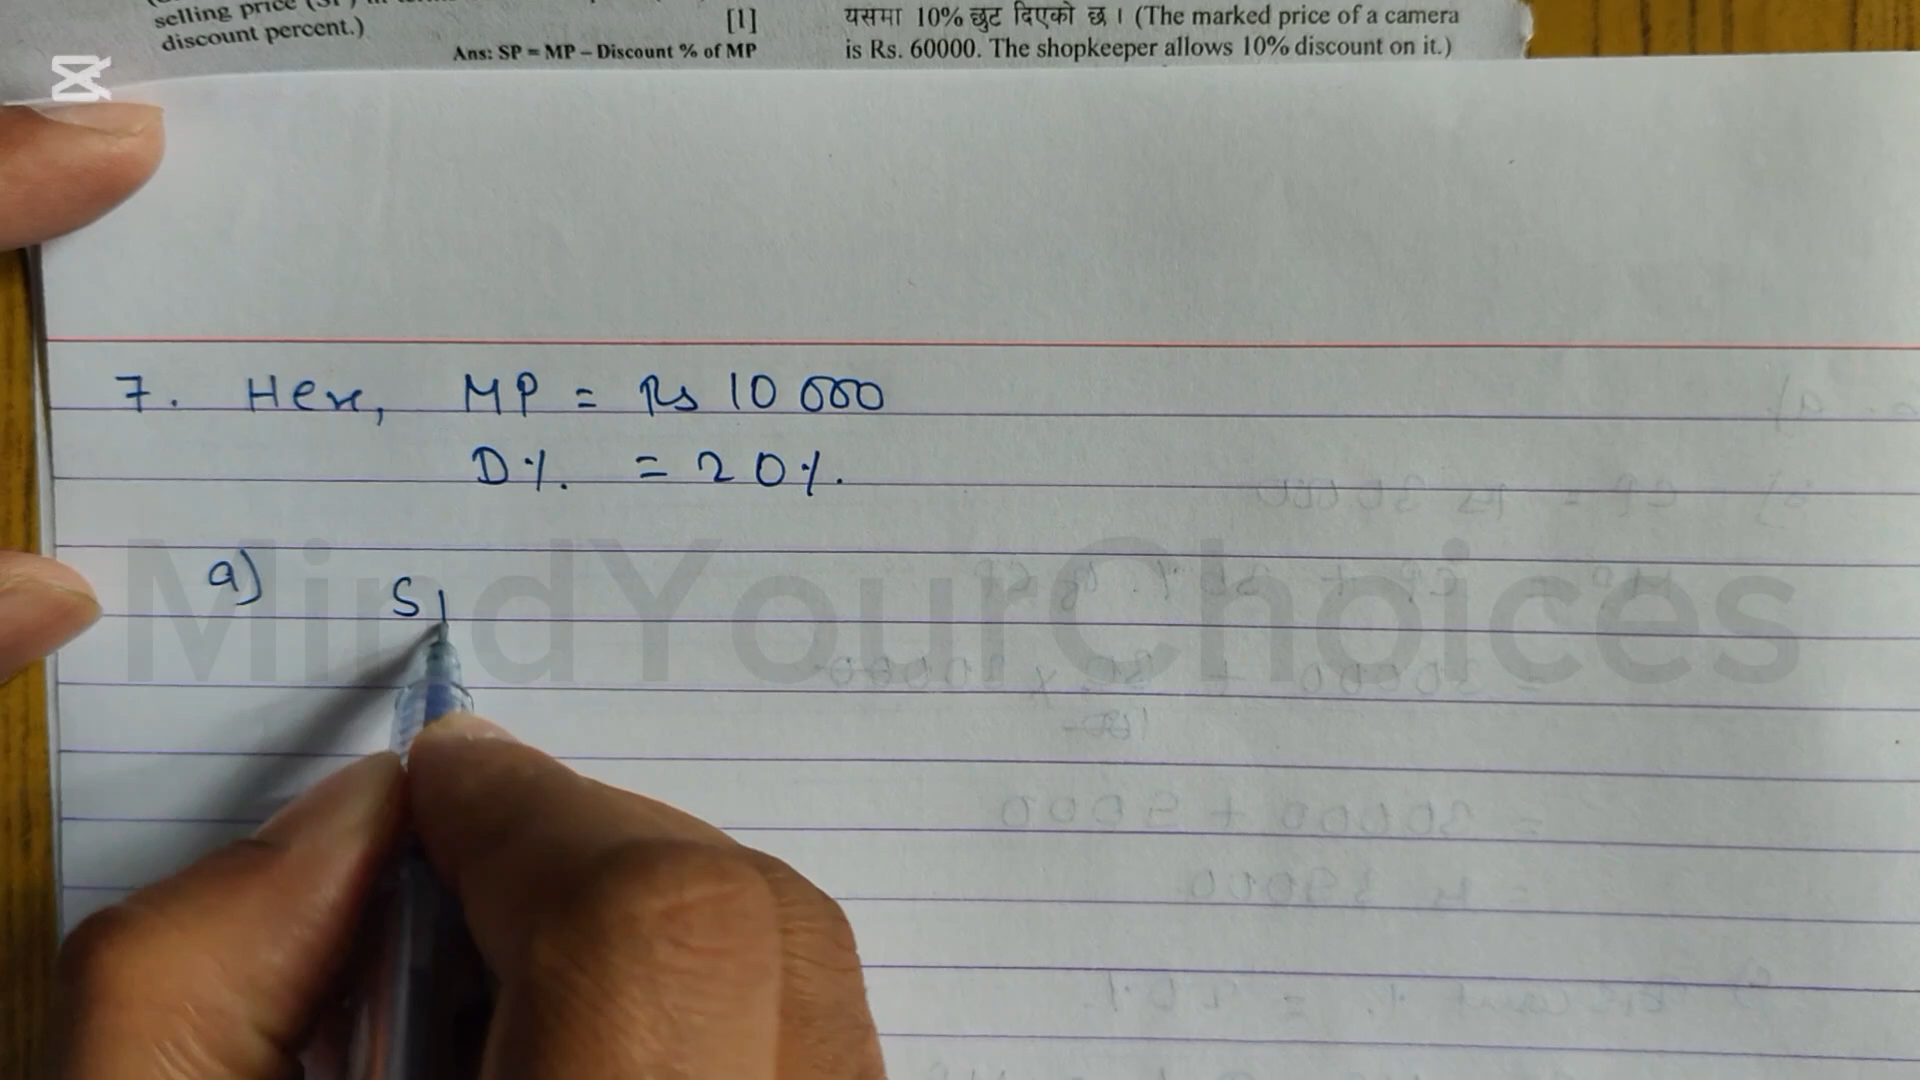 selling price
discount percent.)
[1]
Ans: SP = MP – Discount % of MP
यसमा 10% छुट दिएको छ । (The marked price of a camera
is Rs. 60000. The shopkeeper allows 10% discount on it.)
7. Here, MP = Rs 10 000
D%. = 20%.
a) S
MindYourChoices